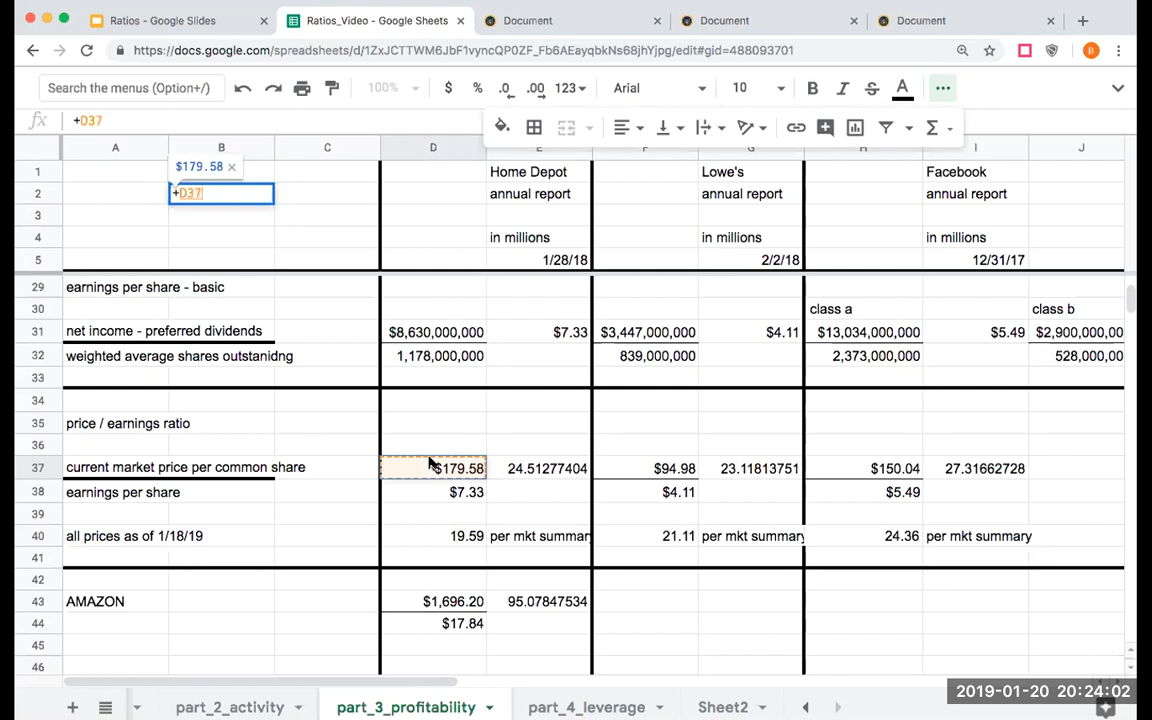 Ratios - Google Slides × Ratios_Video - Google Sheets × Document × Document × Document × +
https://docs.google.com/spreadsheets/d/1ZxJCTTWM6JbF1vyncQP0ZF_Fb6AEayqbkNs68jhYjpg/edit#gid=488093701 B
Search the menus (Option+/) 100% $ % .0 .00 123 Arial 10 B I S A ...
fx +D37
A B C D E F G H I J
$179.58 ×
1 Home Depot Lowe's Facebook
2 +D37 annual report annual report annual report
3
4 in millions in millions in millions
5 1/28/18 2/2/18 12/31/17
29 earnings per share - basic
30 class a class b
31 net income - preferred dividends $8,630,000,000 $7.33 $3,447,000,000 $4.11 $13,034,000,000 $5.49 $2,900,000,00
32 weighted average shares outstanidng 1,178,000,000 839,000,000 2,373,000,000 528,000,00
33
34
35 price / earnings ratio
36
37 current market price per common share $179.58 24.51277404 $94.98 23.11813751 $150.04 27.31662728
38 earnings per share $7.33 $4.11 $5.49
39
40 all prices as of 1/18/19 19.59 per mkt summary 21.11 per mkt summary 24.36 per mkt summary
41
42
43 AMAZON $1,696.20 95.07847534
44 $17.84
45
46
2019-01-20 20:24:02
+ part_2_activity part_3_profitability part_4_leverage Sheet2